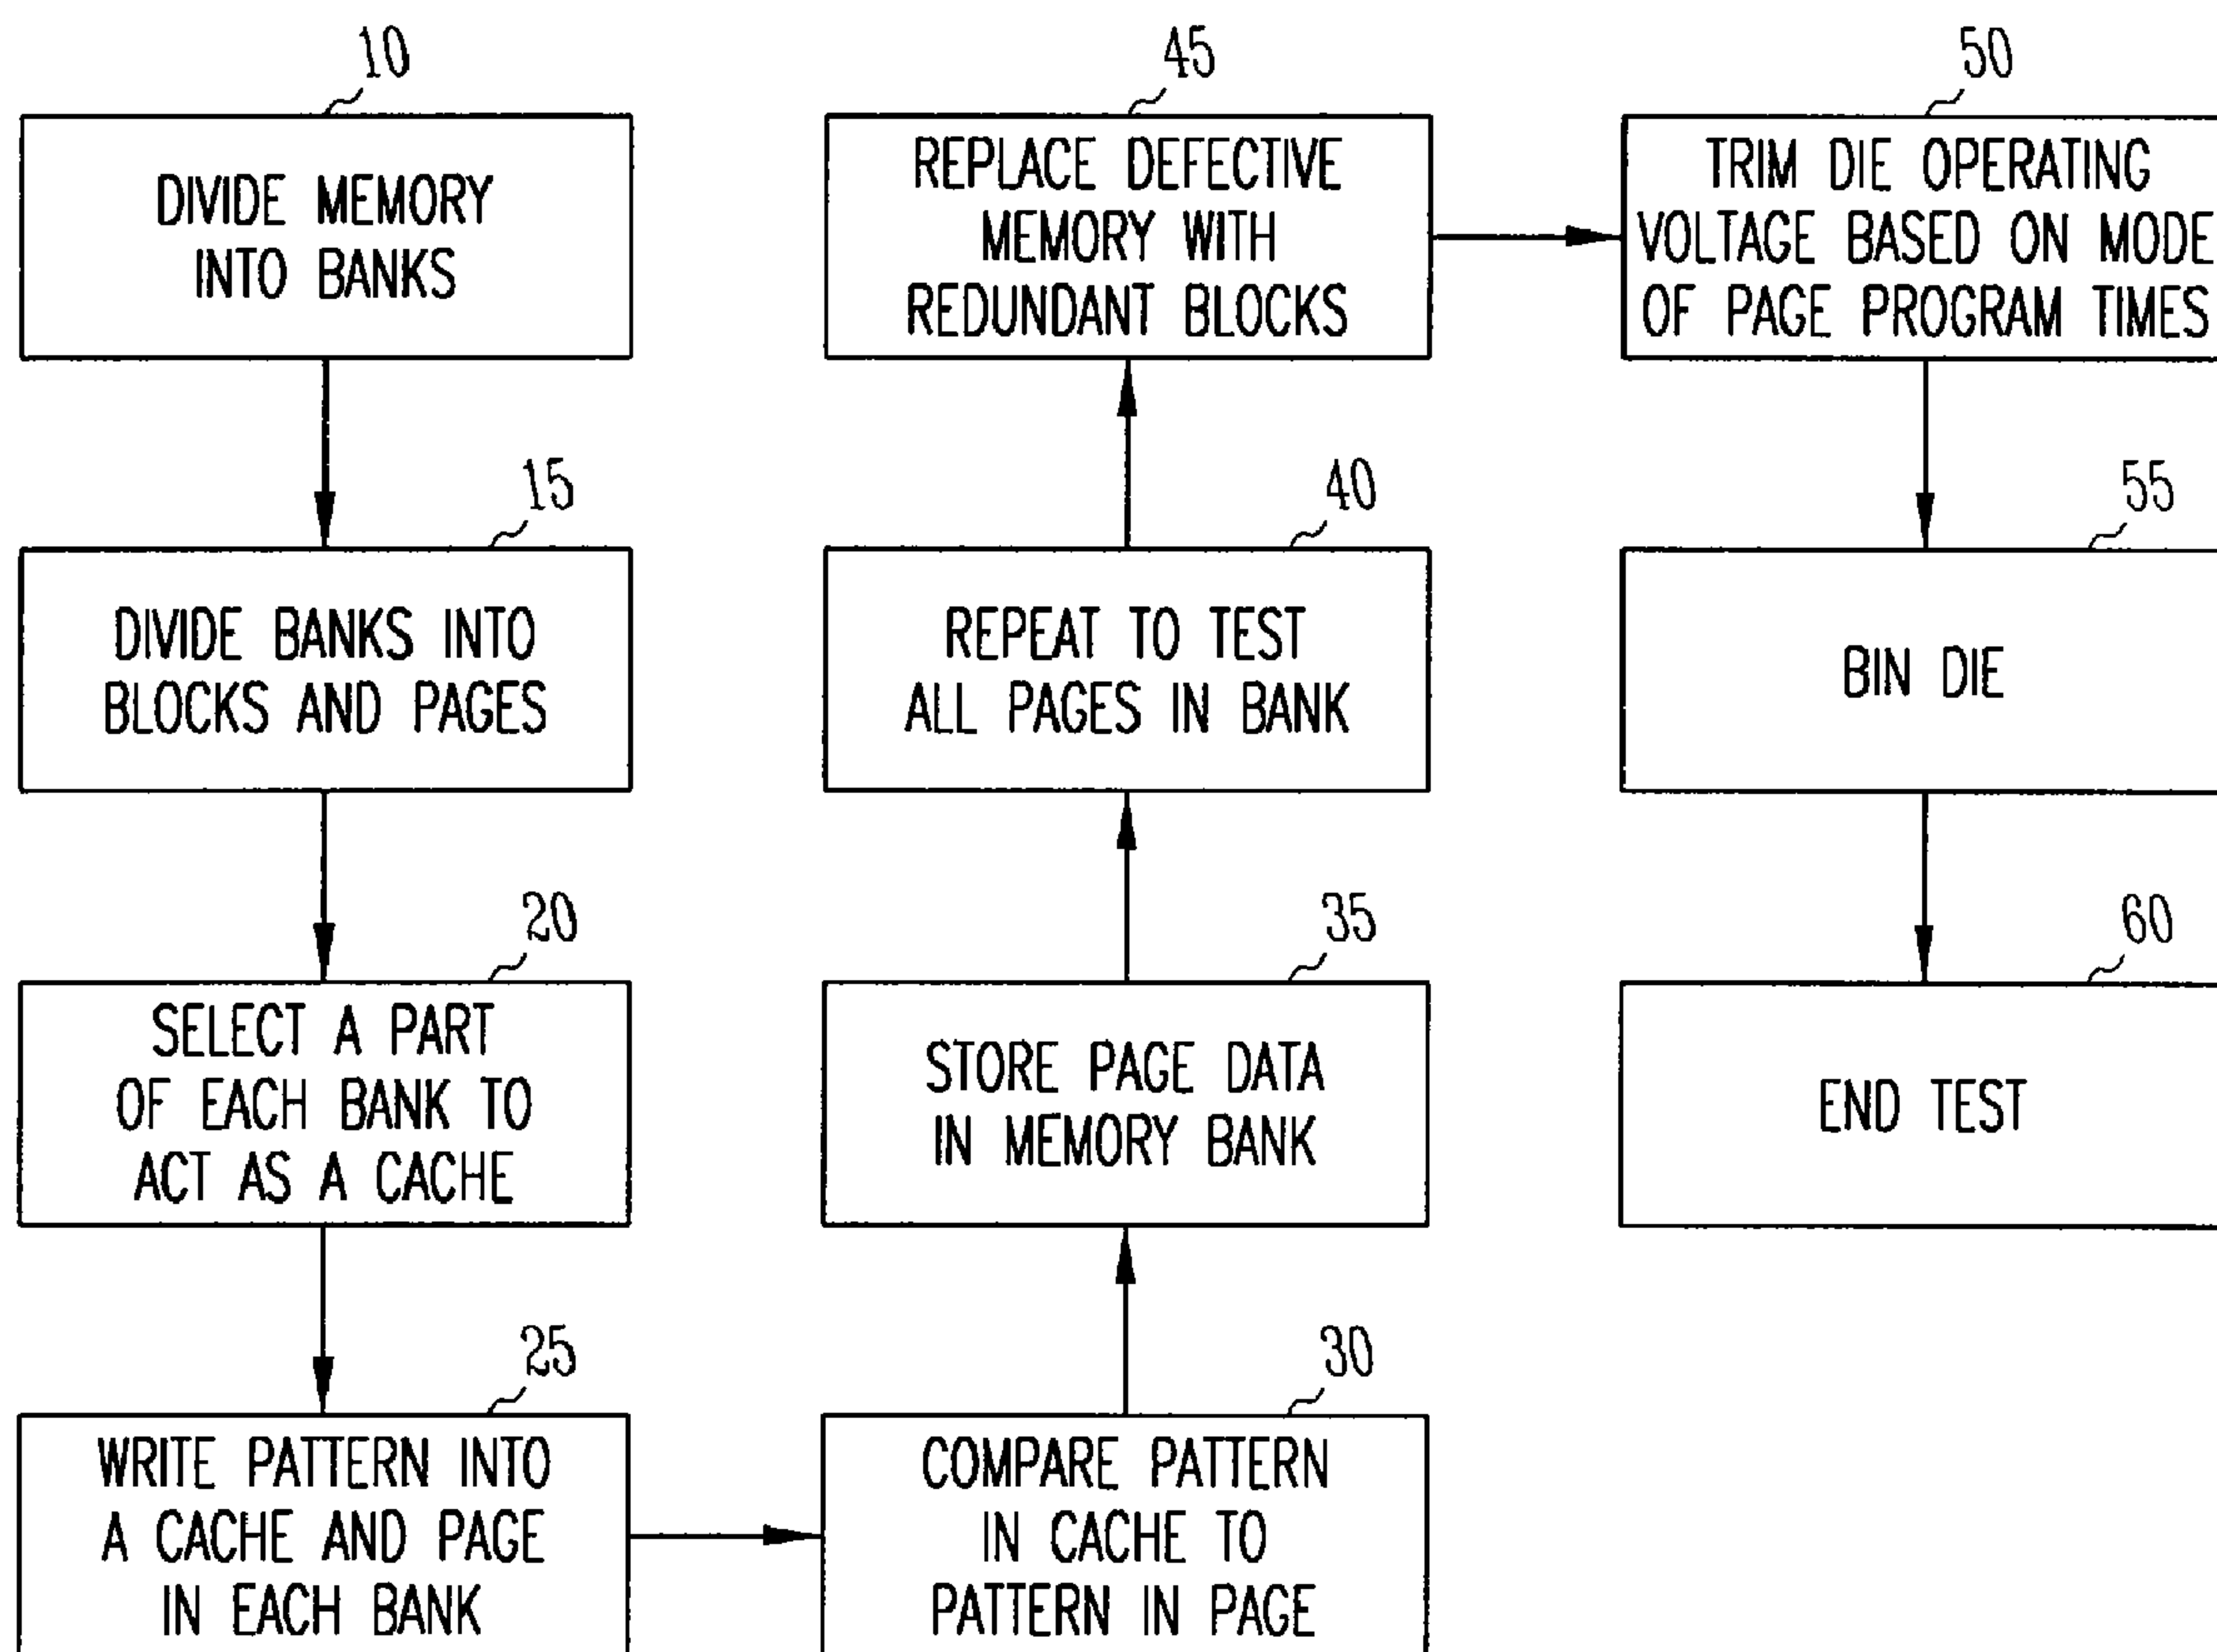 10
DIVIDE MEMORY
INTO BANKS
15
DIVIDE BANKS INTO
BLOCKS AND PAGES
20
SELECT A PART
OF EACH BANK TO
ACT AS A CACHE
25
WRITE PATTERN INTO
A CACHE AND PAGE
IN EACH BANK
30
COMPARE PATTERN
IN CACHE TO
PATTERN IN PAGE
35
STORE PAGE DATA
IN MEMORY BANK
40
REPEAT TO TEST
ALL PAGES IN BANK
45
REPLACE DEFECTIVE
MEMORY WITH
REDUNDANT BLOCKS
50
TRIM DIE OPERATING
VOLTAGE BASED ON MODE
OF PAGE PROGRAM TIMES
55
BIN DIE
60
END TEST